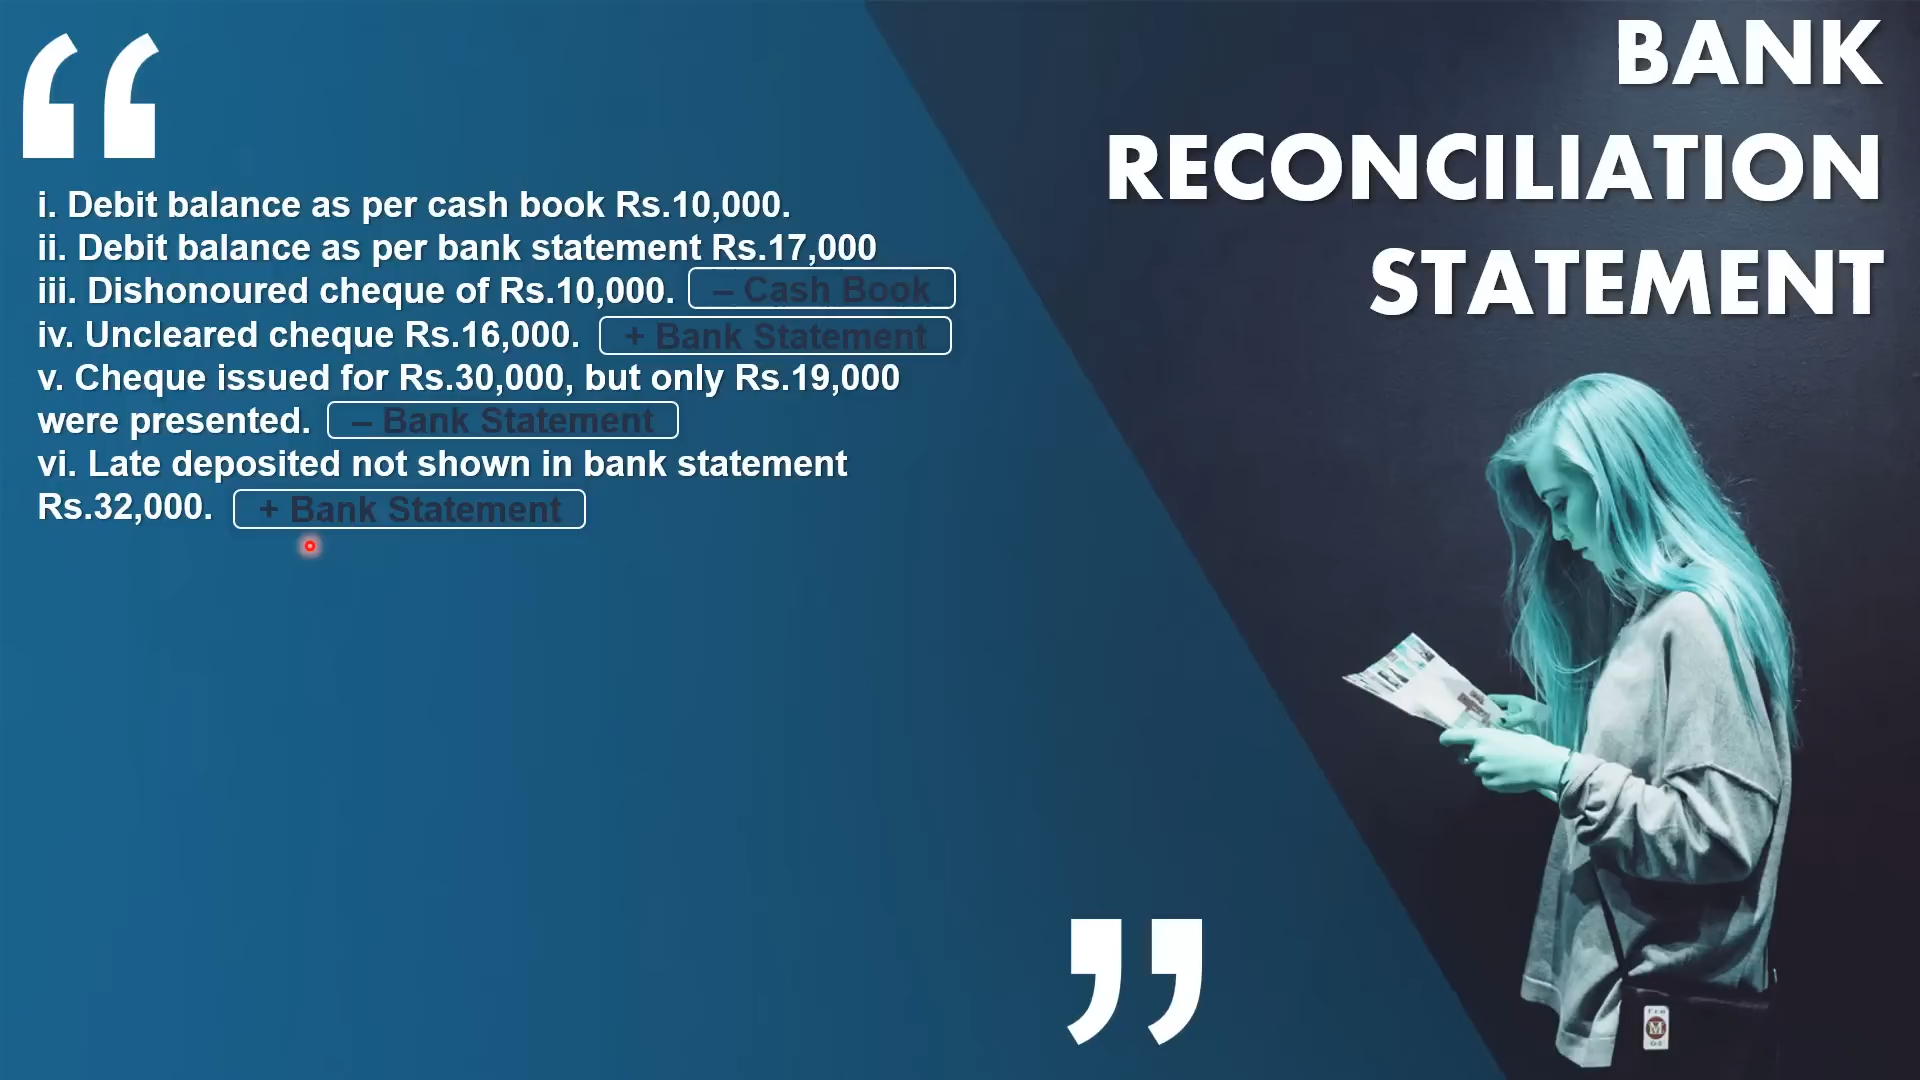 BANK
RECONCILIATION
STATEMENT
“
i. Debit balance as per cash book Rs.10,000.
ii. Debit balance as per bank statement Rs.17,000
iii. Dishonoured cheque of Rs.10,000. – Cash Book
iv. Uncleared cheque Rs.16,000. + Bank Statement
v. Cheque issued for Rs.30,000, but only Rs.19,000
were presented. – Bank Statement
vi. Late deposited not shown in bank statement
Rs.32,000. + Bank Statement
”
M